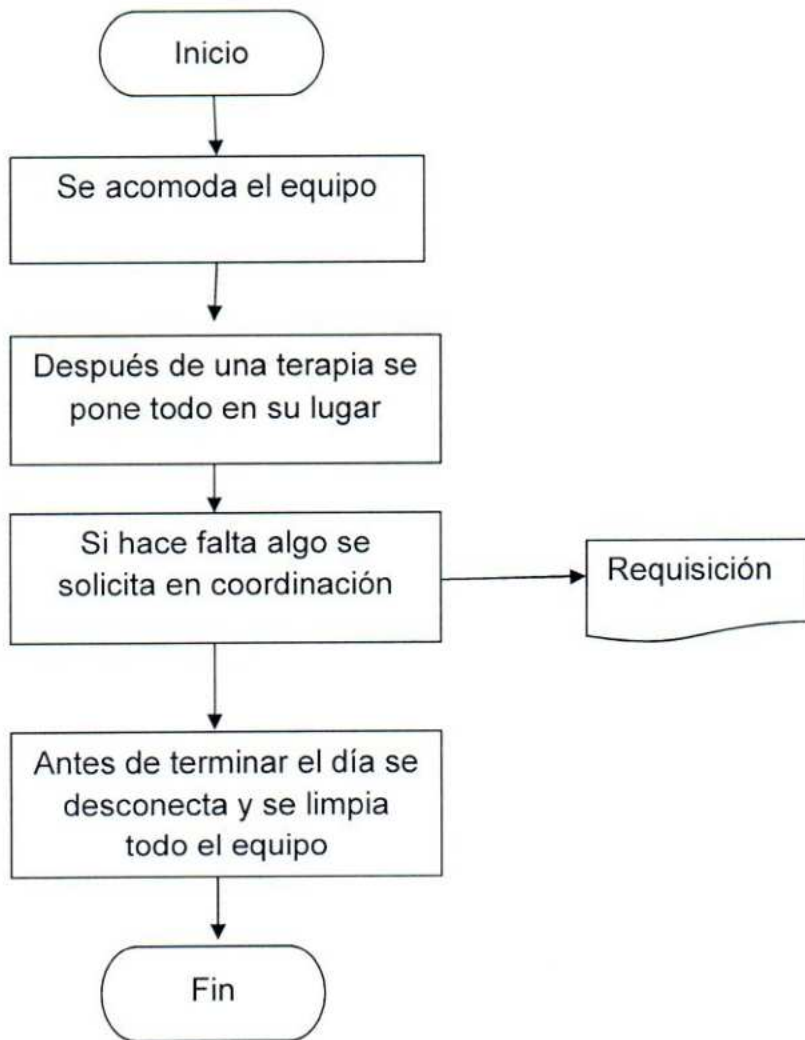 Inicio
Se acomoda el equipo
Después de una terapia se
pone todo en su lugar
Si hace falta algo se
solicita en coordinación
Requisición
Antes de terminar el día se
desconecta y se limpia
todo el equipo
Fin